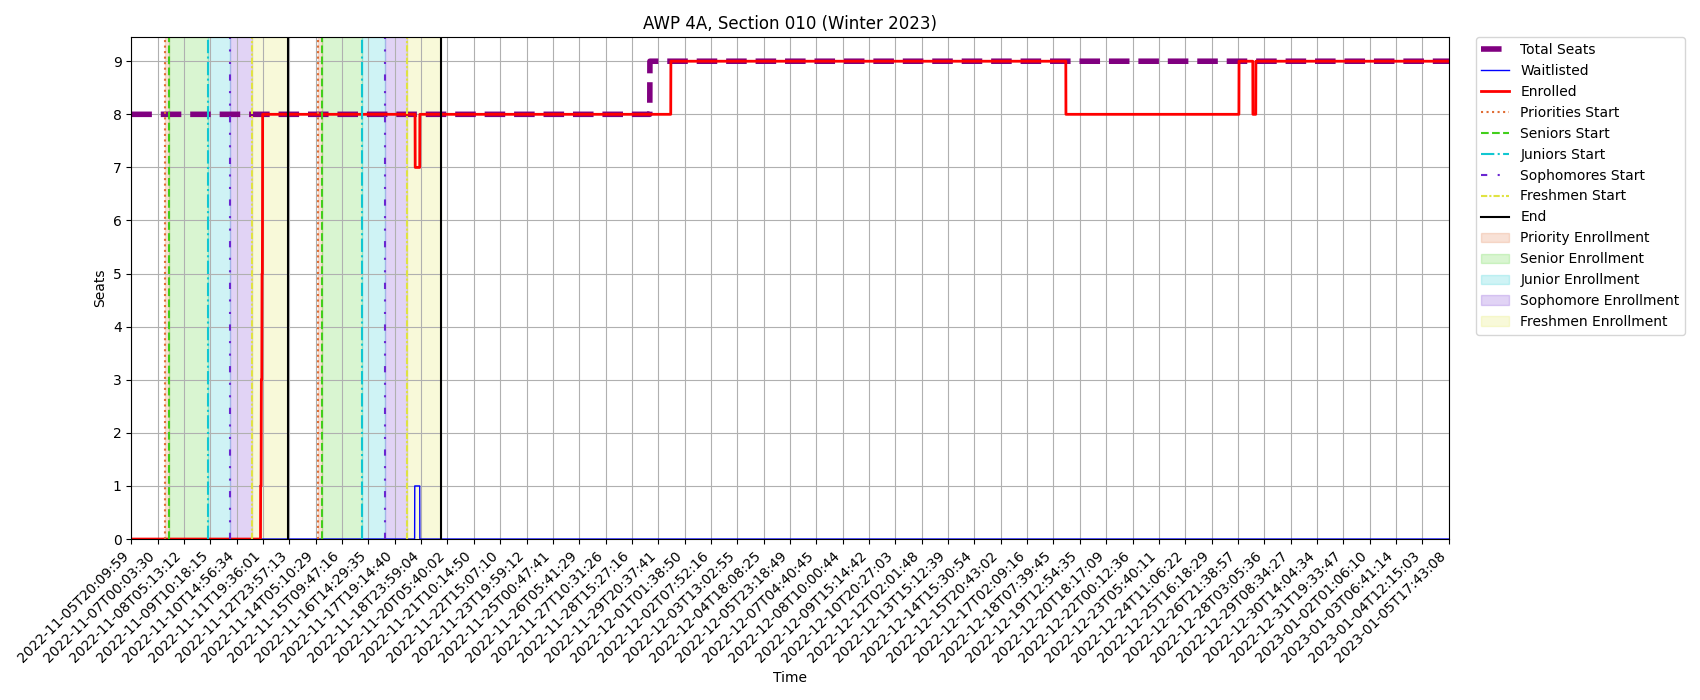 AWP 4A, Section 010 (Winter 2023)
Seats
9
8
7
6
5
4
3
2
1
0
2022-11-05T20:09:59
2022-11-07T00:03:30
2022-11-08T05:13:12
2022-11-09T10:18:15
2022-11-10T14:56:34
2022-11-11T19:36:01
2022-11-12T23:57:13
2022-11-14T05:10:29
2022-11-15T09:47:16
2022-11-16T14:29:35
2022-11-17T19:14:40
2022-11-18T23:59:04
2022-11-20T05:40:02
2022-11-21T10:14:50
2022-11-22T15:07:10
2022-11-23T19:59:12
2022-11-25T00:47:41
2022-11-26T05:41:29
2022-11-27T10:31:26
2022-11-28T15:27:16
2022-11-29T20:37:41
2022-12-01T01:38:50
2022-12-02T07:52:16
2022-12-03T13:02:55
2022-12-04T18:08:25
2022-12-05T23:18:49
2022-12-07T04:40:45
2022-12-08T10:00:44
2022-12-09T15:14:42
2022-12-10T20:27:03
2022-12-12T02:01:48
2022-12-13T15:12:39
2022-12-14T15:30:54
2022-12-15T20:43:02
2022-12-17T02:09:16
2022-12-18T07:39:45
2022-12-19T12:54:35
2022-12-20T18:17:09
2022-12-22T00:12:36
2022-12-23T05:40:11
2022-12-24T11:06:22
2022-12-25T16:18:29
2022-12-26T21:38:57
2022-12-28T03:05:36
2022-12-29T08:34:27
2022-12-30T14:04:34
2022-12-31T19:33:47
2023-01-02T01:06:10
2023-01-03T06:41:14
2023-01-04T12:15:03
2023-01-05T17:43:08
Time
Total Seats
Waitlisted
Enrolled
Priorities Start
Seniors Start
Juniors Start
Sophomores Start
Freshmen Start
End
Priority Enrollment
Senior Enrollment
Junior Enrollment
Sophomore Enrollment
Freshmen Enrollment